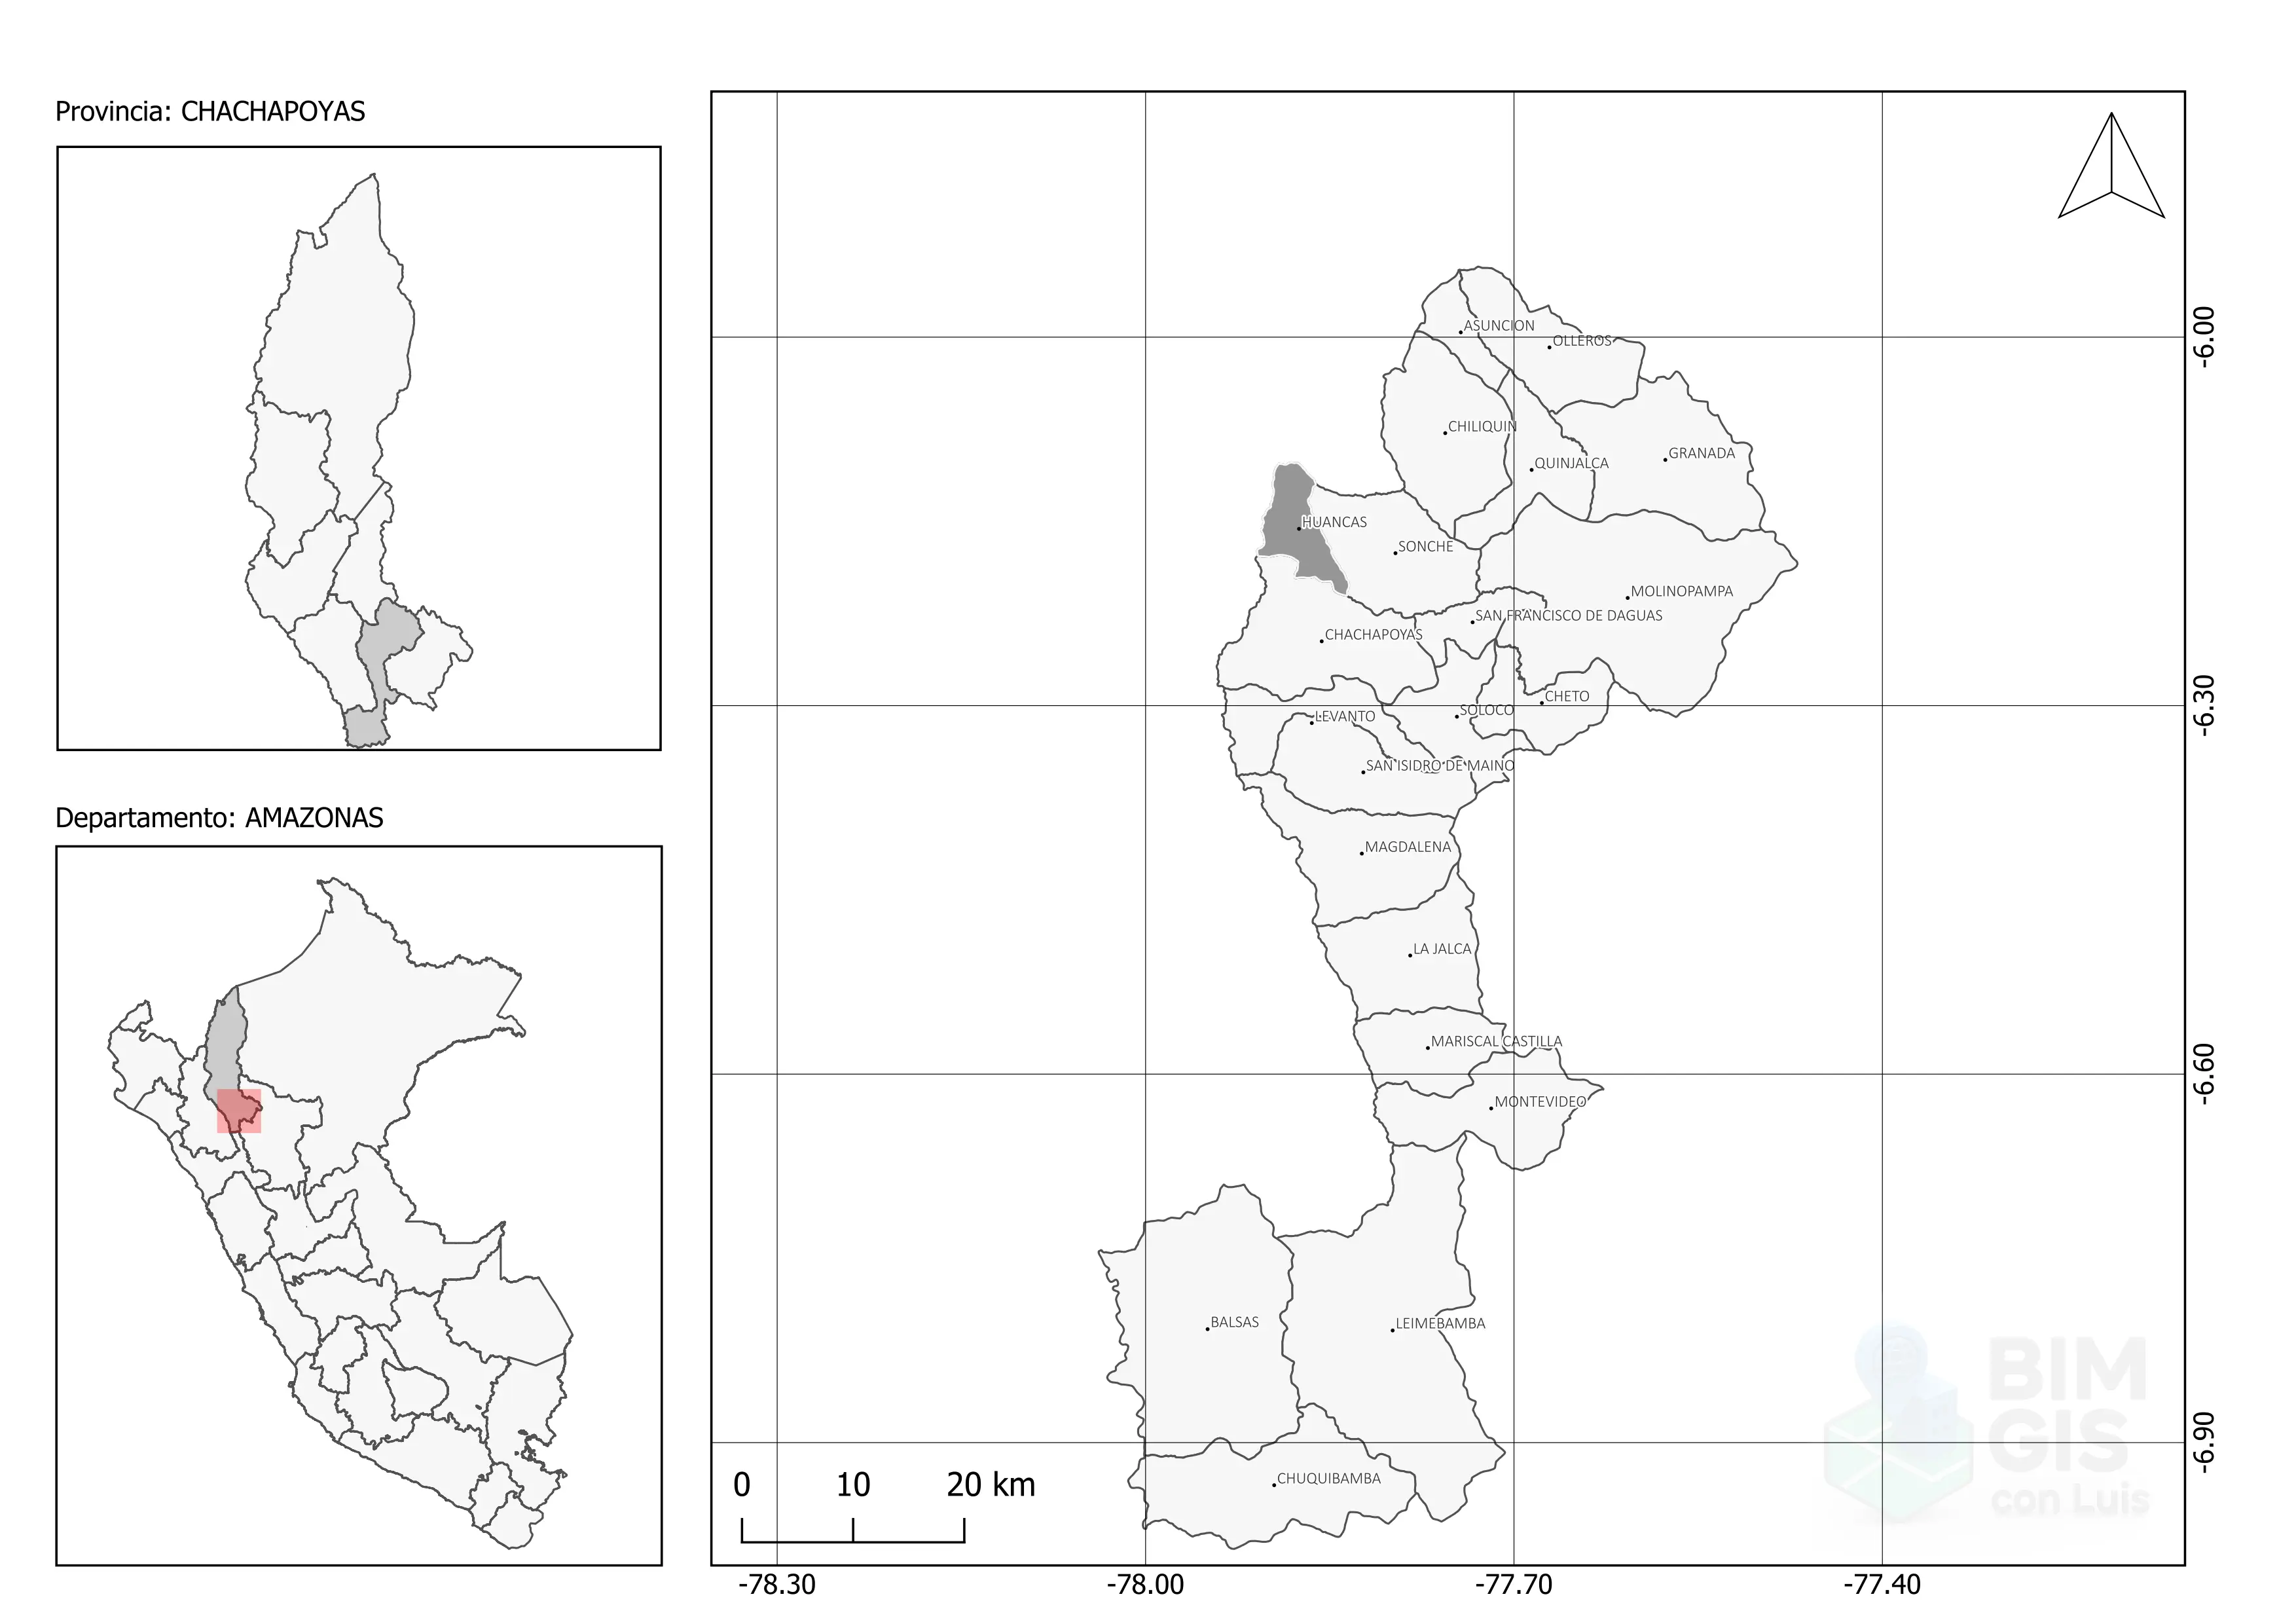 Provincia: CHACHAPOYAS
Departamento: AMAZONAS
ASUNCION
OLLEROS
CHILIQUIN
QUINJALCA
GRANADA
HUANCAS
SONCHE
MOLINOPAMPA
SAN FRANCISCO DE DAGUAS
CHACHAPOYAS
CHETO
SOLOCO
LEVANTO
SAN ISIDRO DE MAINO
MAGDALENA
LA JALCA
MARISCAL CASTILLA
MONTEVIDEO
BALSAS
LEIMEBAMBA
CHUQUIBAMBA
0 10 20 km
-6.00
-6.30
-6.60
-6.90
-78.30 -78.00 -77.70 -77.40
BIM
GIS
con Luis